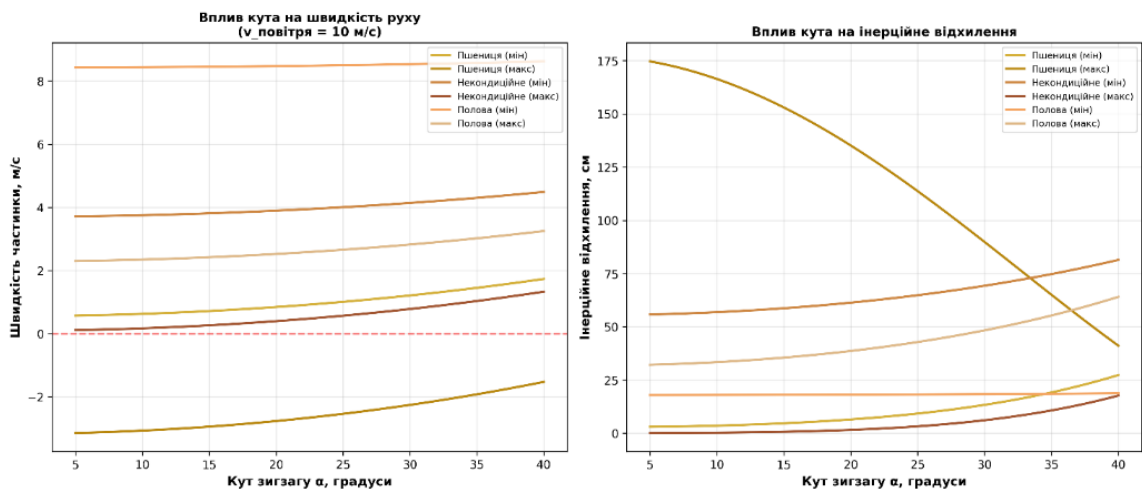 Вплив кута на швидкість руху
(v_повітря = 10 м/с)
Пшениця (мін)
Пшениця (макс)
Некондиційне (мін)
Некондиційне (макс)
Полова (мін)
Полова (макс)
Швидкість частинки, м/с
8
6
4
2
0
−2
5
10
15
20
25
30
35
40
Кут зигзагу α, градуси
Вплив кута на інерційне відхилення
Пшениця (мін)
Пшениця (макс)
Некондиційне (мін)
Некондиційне (макс)
Полова (мін)
Полова (макс)
Інерційне відхилення, см
175
150
125
100
75
50
25
0
5
10
15
20
25
30
35
40
Кут зигзагу α, градуси